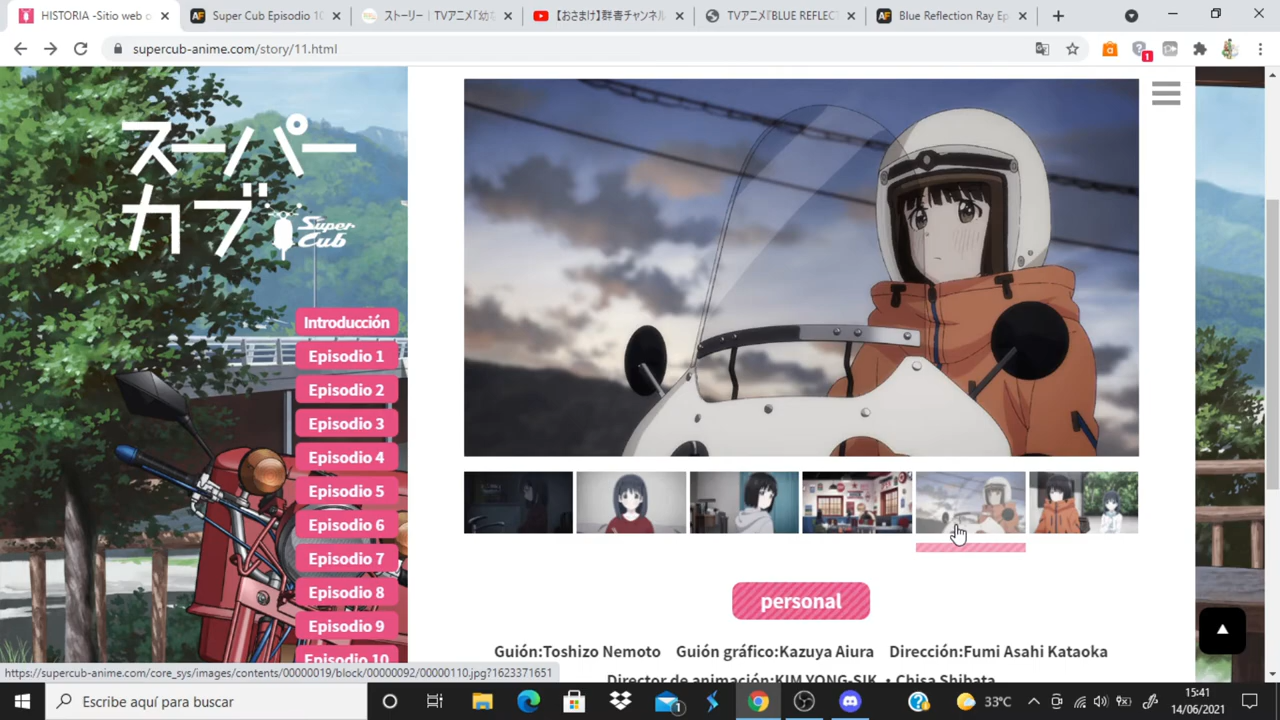 HISTORIA -Sitio web o
Super Cub Episodio 10
ストーリー | TVアニメ「幼な
【おさまけ】群青チャンネル
TVアニメ『BLUE REFLECT
Blue Reflection Ray Ep
supercub-anime.com/story/11.html
1
スーパー
カブ
Super
Cub
Introducción
Episodio 1
Episodio 2
Episodio 3
Episodio 4
Episodio 5
Episodio 6
Episodio 7
Episodio 8
Episodio 9
Episodio 10
personal
Guión:Toshizo Nemoto Guión gráfico:Kazuya Aiura Dirección:Fumi Asahi Kataoka
Director de animación:KIM YONG-SIK ・Chisa Shibata
https://supercub-anime.com/core_sys/images/contents/00000019/block/00000092/00000110.jpg?1623371651
Escribe aquí para buscar
1
33°C
15:41
14/06/2021